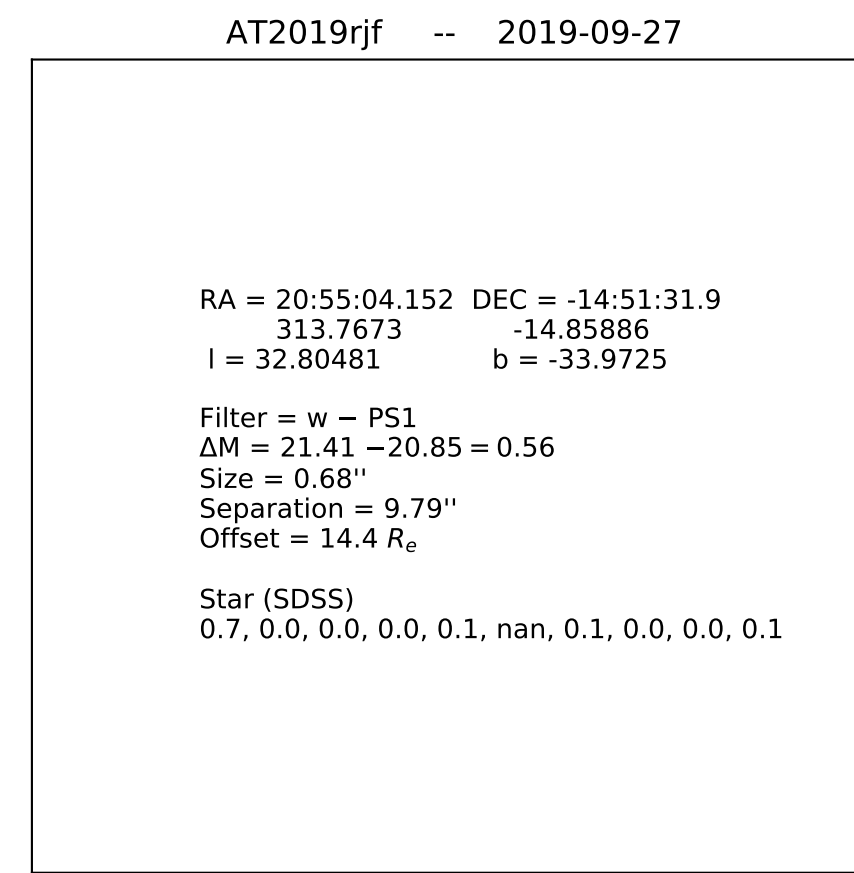 AT2019rjf -- 2019-09-27
RA = 20:55:04.152 DEC = -14:51:31.9
313.7673 -14.85886
l = 32.80481 b = -33.9725
Filter = w − PS1
ΔM = 21.41 −20.85 = 0.56
Size = 0.68''
Separation = 9.79''
Offset = 14.4 Rₑ
Star (SDSS)
0.7, 0.0, 0.0, 0.0, 0.1, nan, 0.1, 0.0, 0.0, 0.1